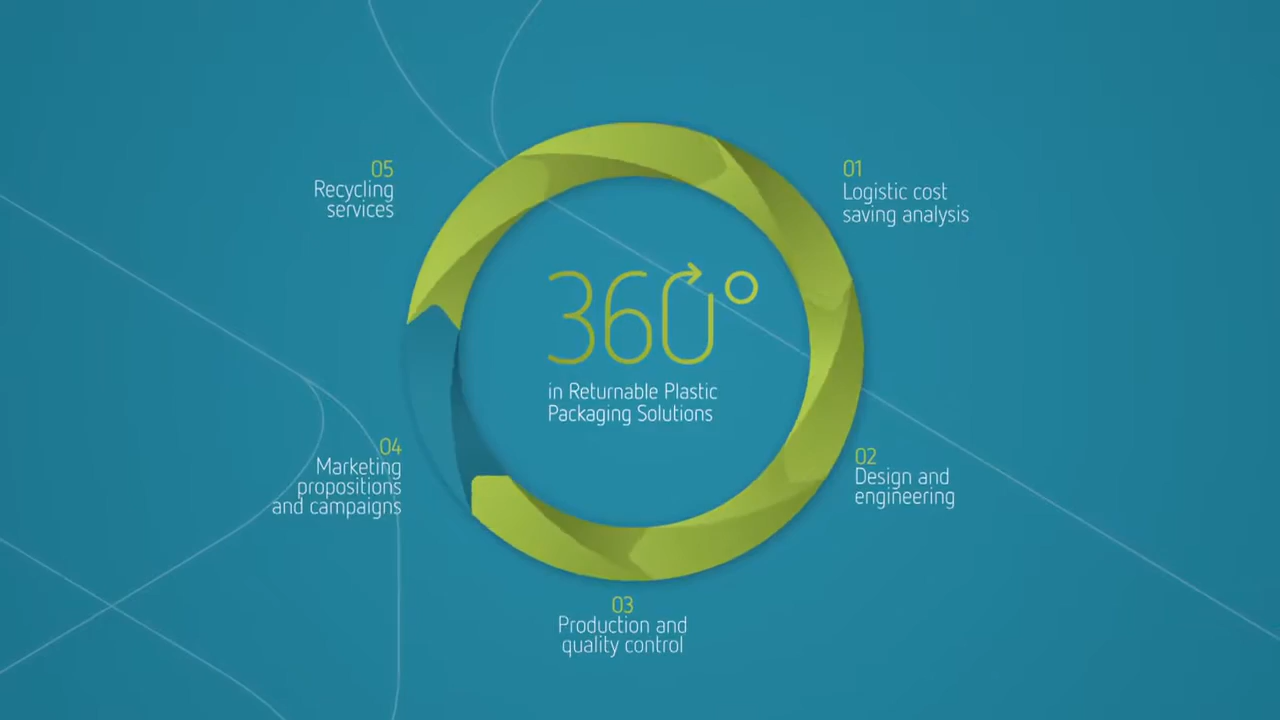 05
Recycling
services
01
Logistic cost
saving analysis
360°
in Returnable Plastic
Packaging Solutions
04
Marketing
propositions
and campaigns
02
Design and
engineering
03
Production and
quality control